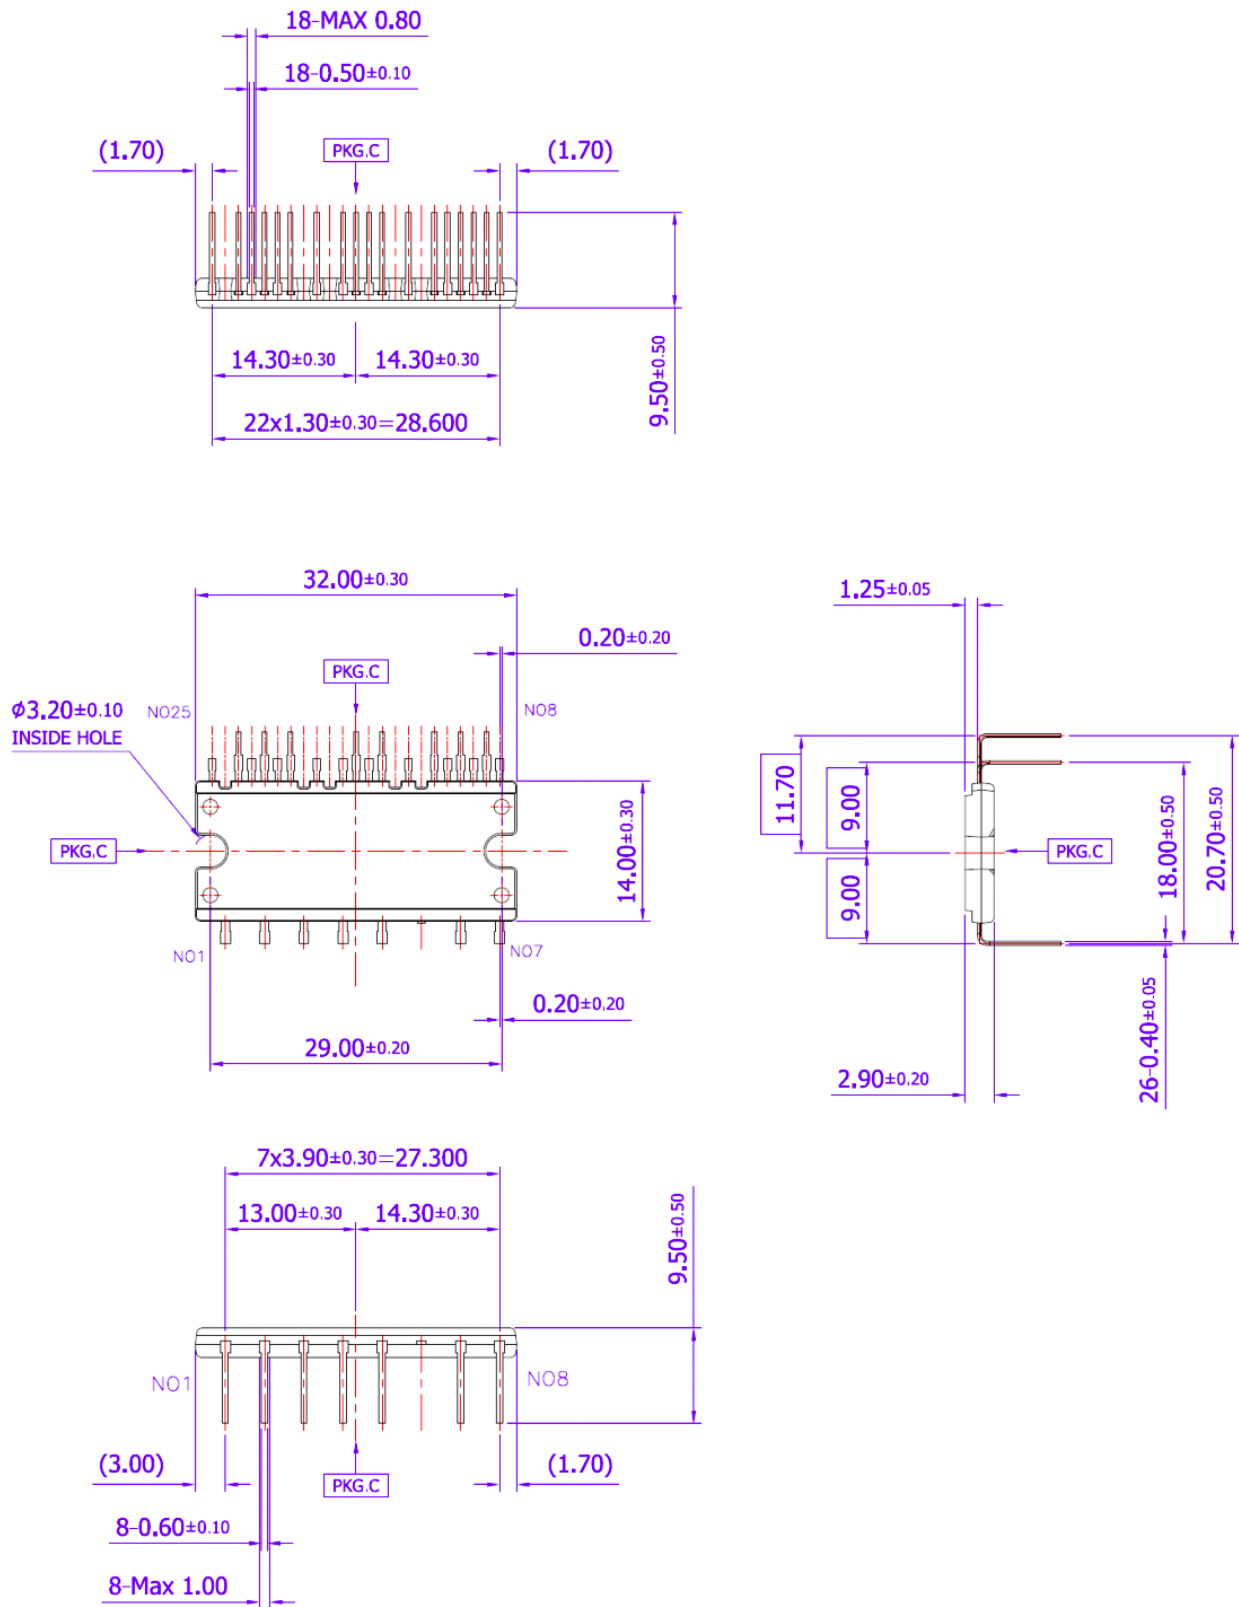 18-MAX 0.80
18-0.50±0.10
(1.70)
PKG.C
(1.70)
14.30±0.30
14.30±0.30
9.50±0.50
22x1.30±0.30=28.600
32.00±0.30
1.25±0.05
0.20±0.20
PKG.C
Ø3.20±0.10
INSIDE HOLE
NO25
NO8
11.70
9.00
14.00±0.30
PKG.C
PKG.C
9.00
18.00±0.50
20.70±0.50
NO1
NO7
0.20±0.20
29.00±0.20
2.90±0.20
26-0.40±0.05
7x3.90±0.30=27.300
13.00±0.30
14.30±0.30
9.50±0.50
NO1
NO8
(3.00)
PKG.C
(1.70)
8-0.60±0.10
8-Max 1.00